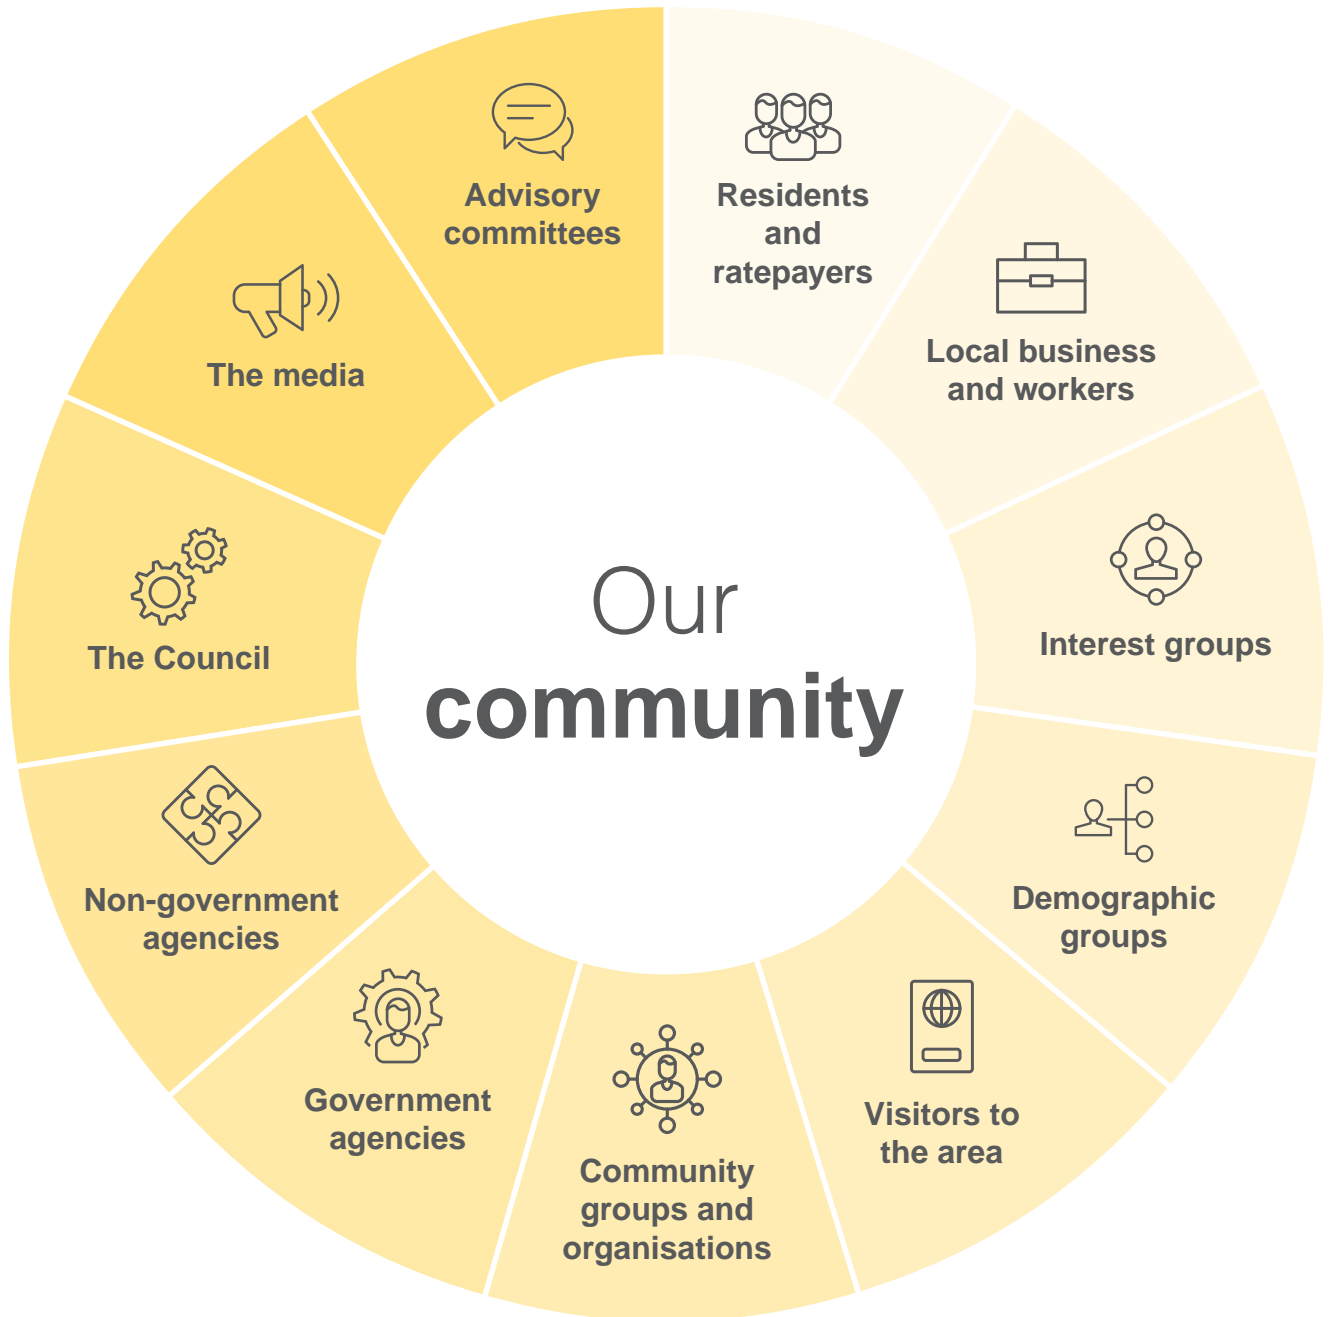 Our
community
Residents
and
ratepayers
Local business
and workers
Interest groups
Demographic
groups
Visitors to
the area
Community
groups and
organisations
Government
agencies
Non-government
agencies
The Council
The media
Advisory
committees